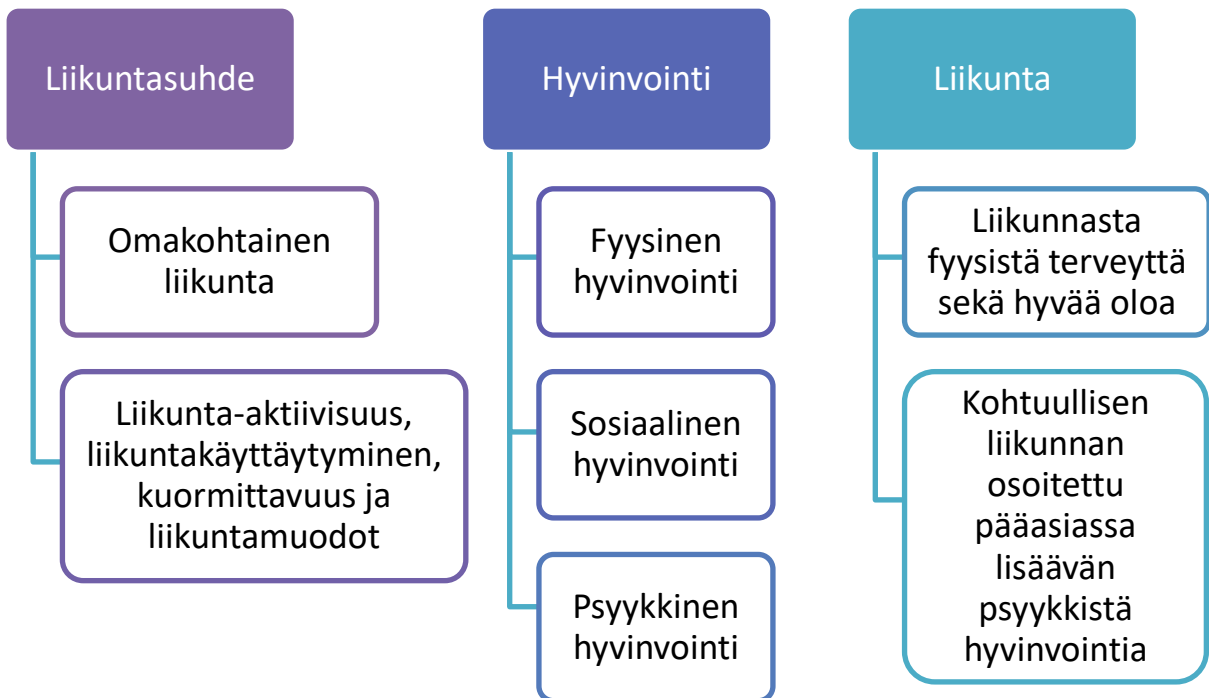 Liikuntasuhde
Omakohtainen
liikunta
Liikunta-aktiivisuus,
liikuntakäyttäytyminen,
kuormittavuus ja
liikuntamuodot
Hyvinvointi
Fyysinen
hyvinvointi
Sosiaalinen
hyvinvointi
Psyykkinen
hyvinvointi
Liikunta
Liikunnasta
fyysistä terveyttä
sekä hyvää oloa
Kohtuullisen
liikunnan
osoitettu
pääasiassa
lisäävän
psyykkistä
hyvinvointia